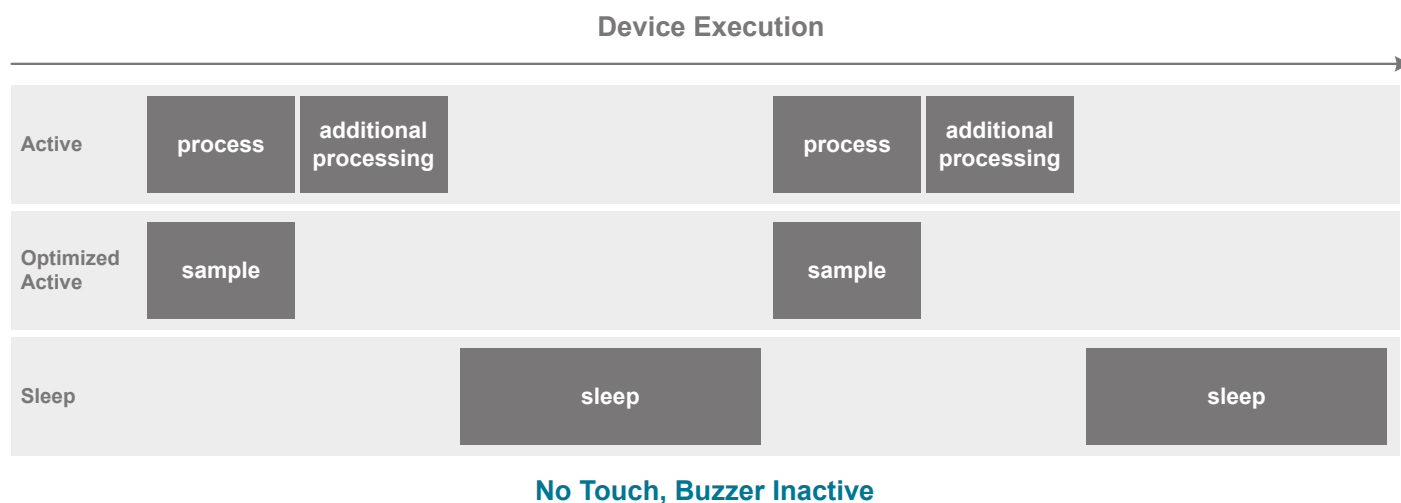 Device Execution
Active
process
additional
processing
process
additional
processing
Optimized
Active
sample
sample
Sleep
sleep
sleep
No Touch, Buzzer Inactive